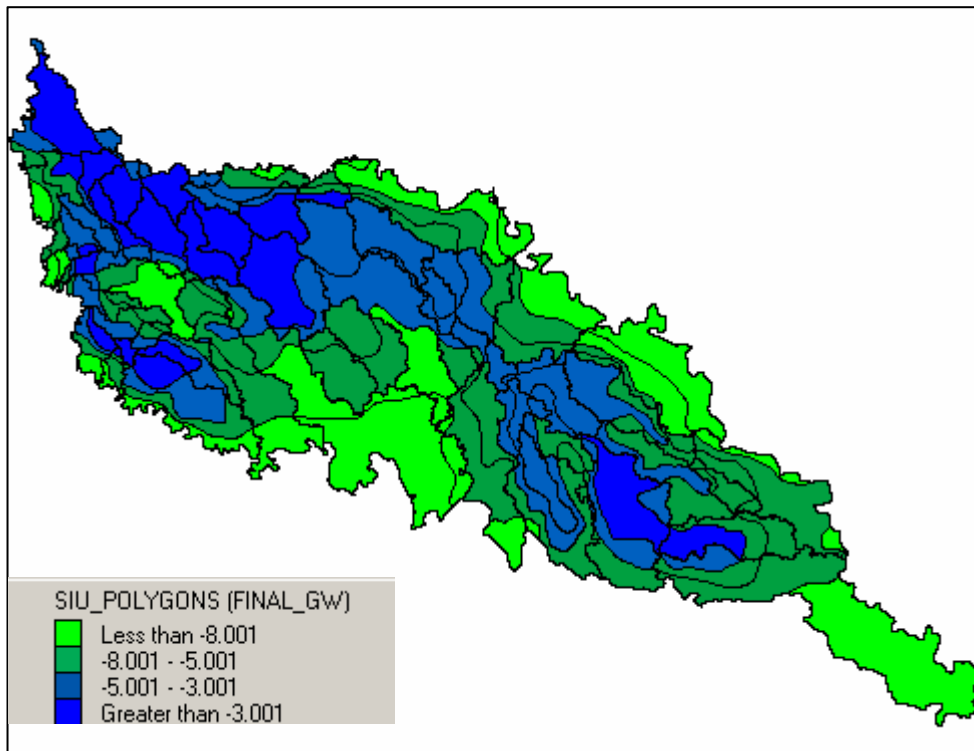 SIU_POLYGONS (FINAL_GW)
Less than -8.001
-8.001 - -5.001
-5.001 - -3.001
Greater than -3.001